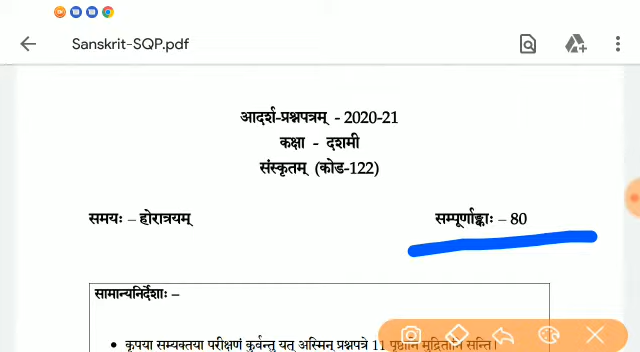 Sanskrit-SQP.pdf
आदर्श-प्रश्नपत्रम् - 2020-21
कक्षा - दशमी
संस्कृतम् (कोड-122)
समयः – होरात्रयम्
सम्पूर्णाङ्काः – 80
सामान्यनिर्देशाः –
• कृपया सम्यक्तया परीक्षणं कुर्वन्तु यत् अस्मिन् प्रश्नपत्रे 11 पृष्ठानि मुद्रितानि सन्ति।